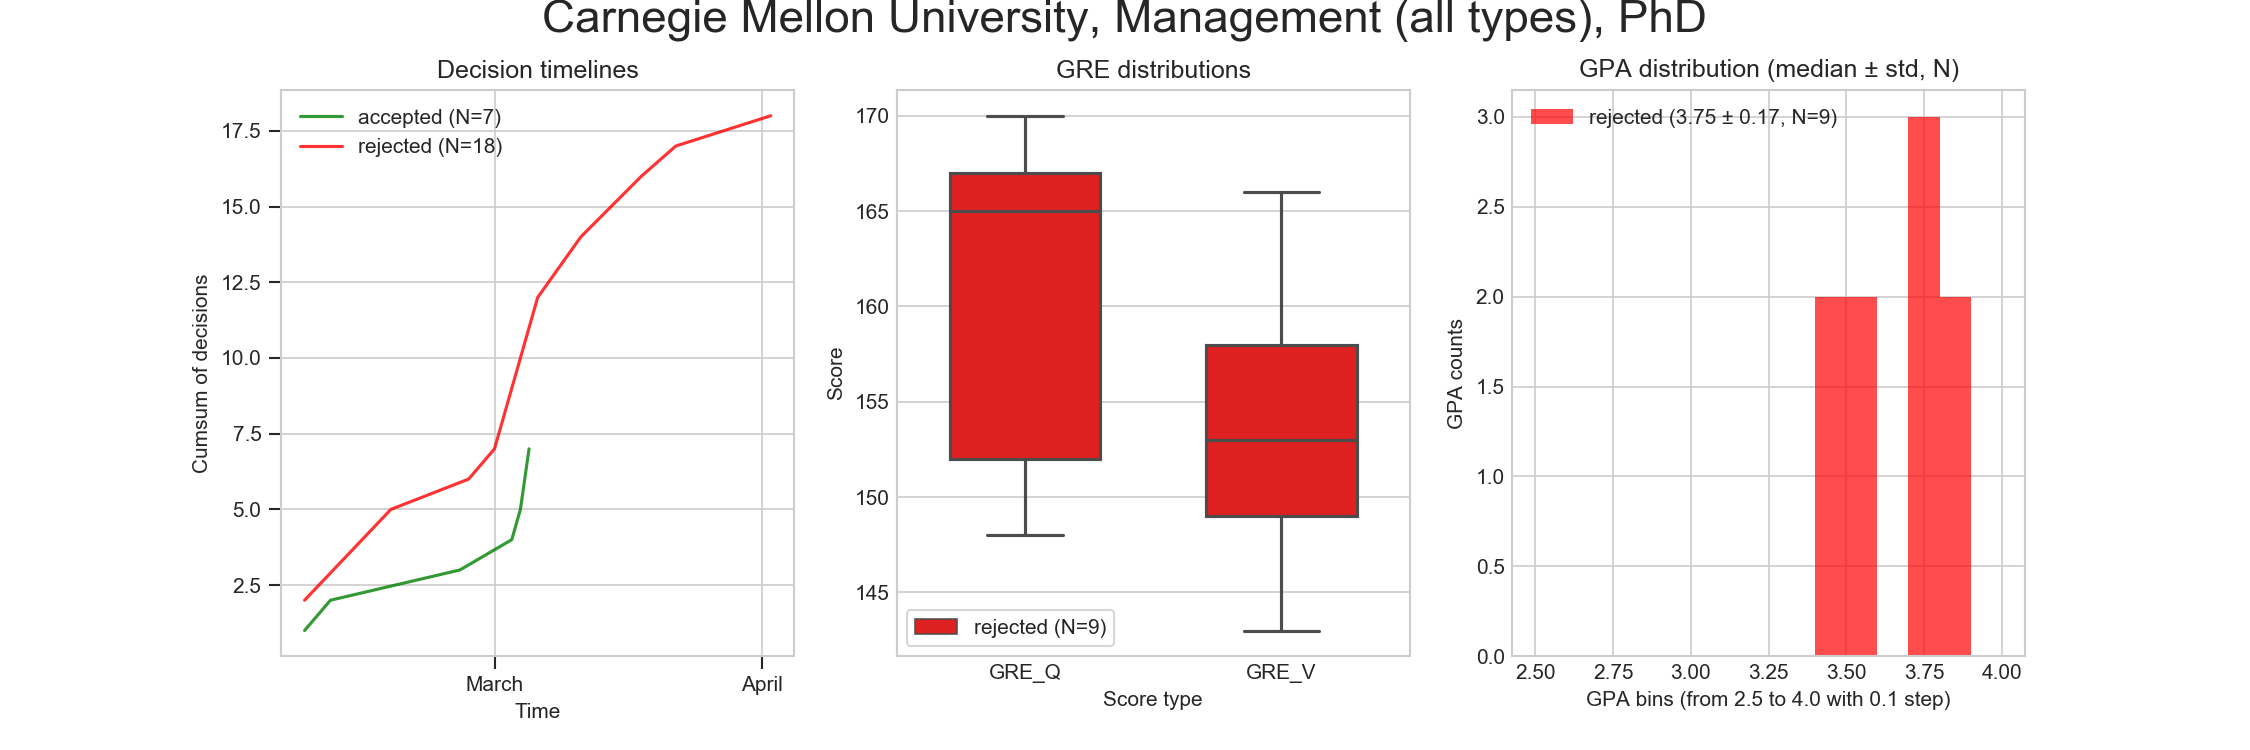 Carnegie Mellon University, Management (all types), PhD
Decision timelines
accepted (N=7)
rejected (N=18)
17.5
15.0
12.5
10.0
7.5
5.0
2.5
Cumsum of decisions
March
April
Time
GRE distributions
170
165
160
155
150
145
Score
rejected (N=9)
GRE_Q
GRE_V
Score type
GPA distribution (median ± std, N)
rejected (3.75 ± 0.17, N=9)
3.0
2.5
2.0
1.5
1.0
0.5
0.0
GPA counts
2.50
2.75
3.00
3.25
3.50
3.75
4.00
GPA bins (from 2.5 to 4.0 with 0.1 step)